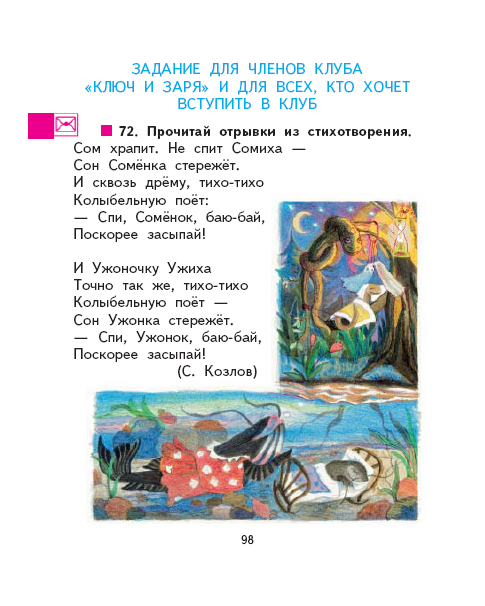 ЗАДАНИЕ ДЛЯ ЧЛЕНОВ КЛУБА
«КЛЮЧ И ЗАРЯ» И ДЛЯ ВСЕХ, КТО ХОЧЕТ
ВСТУПИТЬ В КЛУБ
72. Прочитай отрывки из стихотворения.
Сом храпит. Не спит Сомиха —
Сон Сомёнка стережёт.
И сквозь дрёму, тихо-тихо
Колыбельную поёт:
— Спи, Сомёнок, баю-бай,
Поскорее засыпай!
И Ужоночку Ужиха
Точно так же, тихо-тихо
Колыбельную поёт —
Сон Ужонка стережёт.
— Спи, Ужонок, баю-бай,
Поскорее засыпай!
(С. Козлов)
98